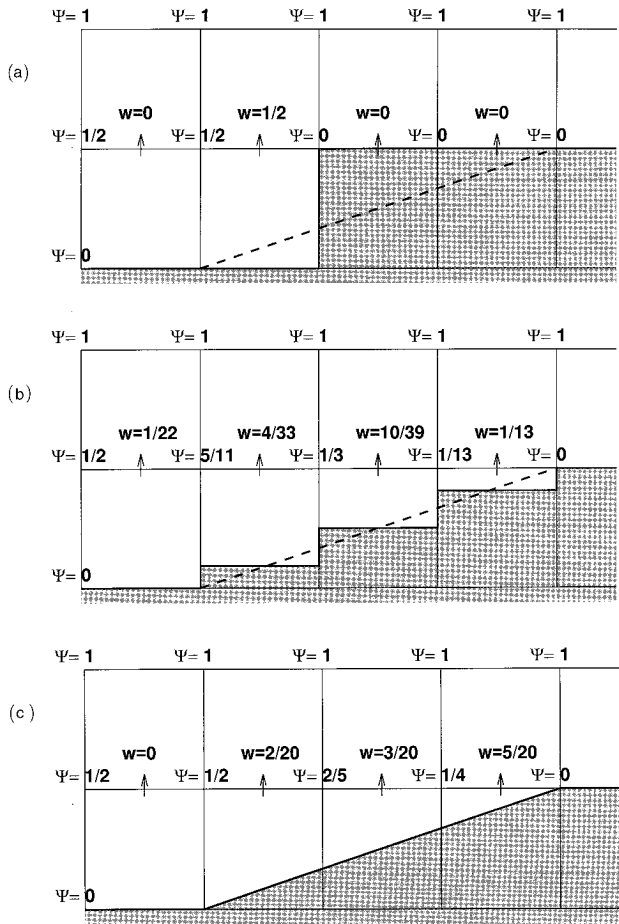 Ψ= 1 Ψ= 1 Ψ= 1 Ψ= 1 Ψ= 1
(a)
w=0 w=1/2 w=0 w=0
Ψ= 1/2 Ψ= 1/2 Ψ= 0 Ψ= 0 Ψ= 0
Ψ= 0
Ψ= 1 Ψ= 1 Ψ= 1 Ψ= 1 Ψ= 1
(b)
w=1/22 w=4/33 w=10/39 w=1/13
Ψ= 1/2 Ψ= 5/11 Ψ= 1/3 Ψ= 1/13 Ψ= 0
Ψ= 0
Ψ= 1 Ψ= 1 Ψ= 1 Ψ= 1 Ψ= 1
(c)
w=0 w=2/20 w=3/20 w=5/20
Ψ= 1/2 Ψ= 1/2 Ψ= 2/5 Ψ= 1/4 Ψ= 0
Ψ= 0